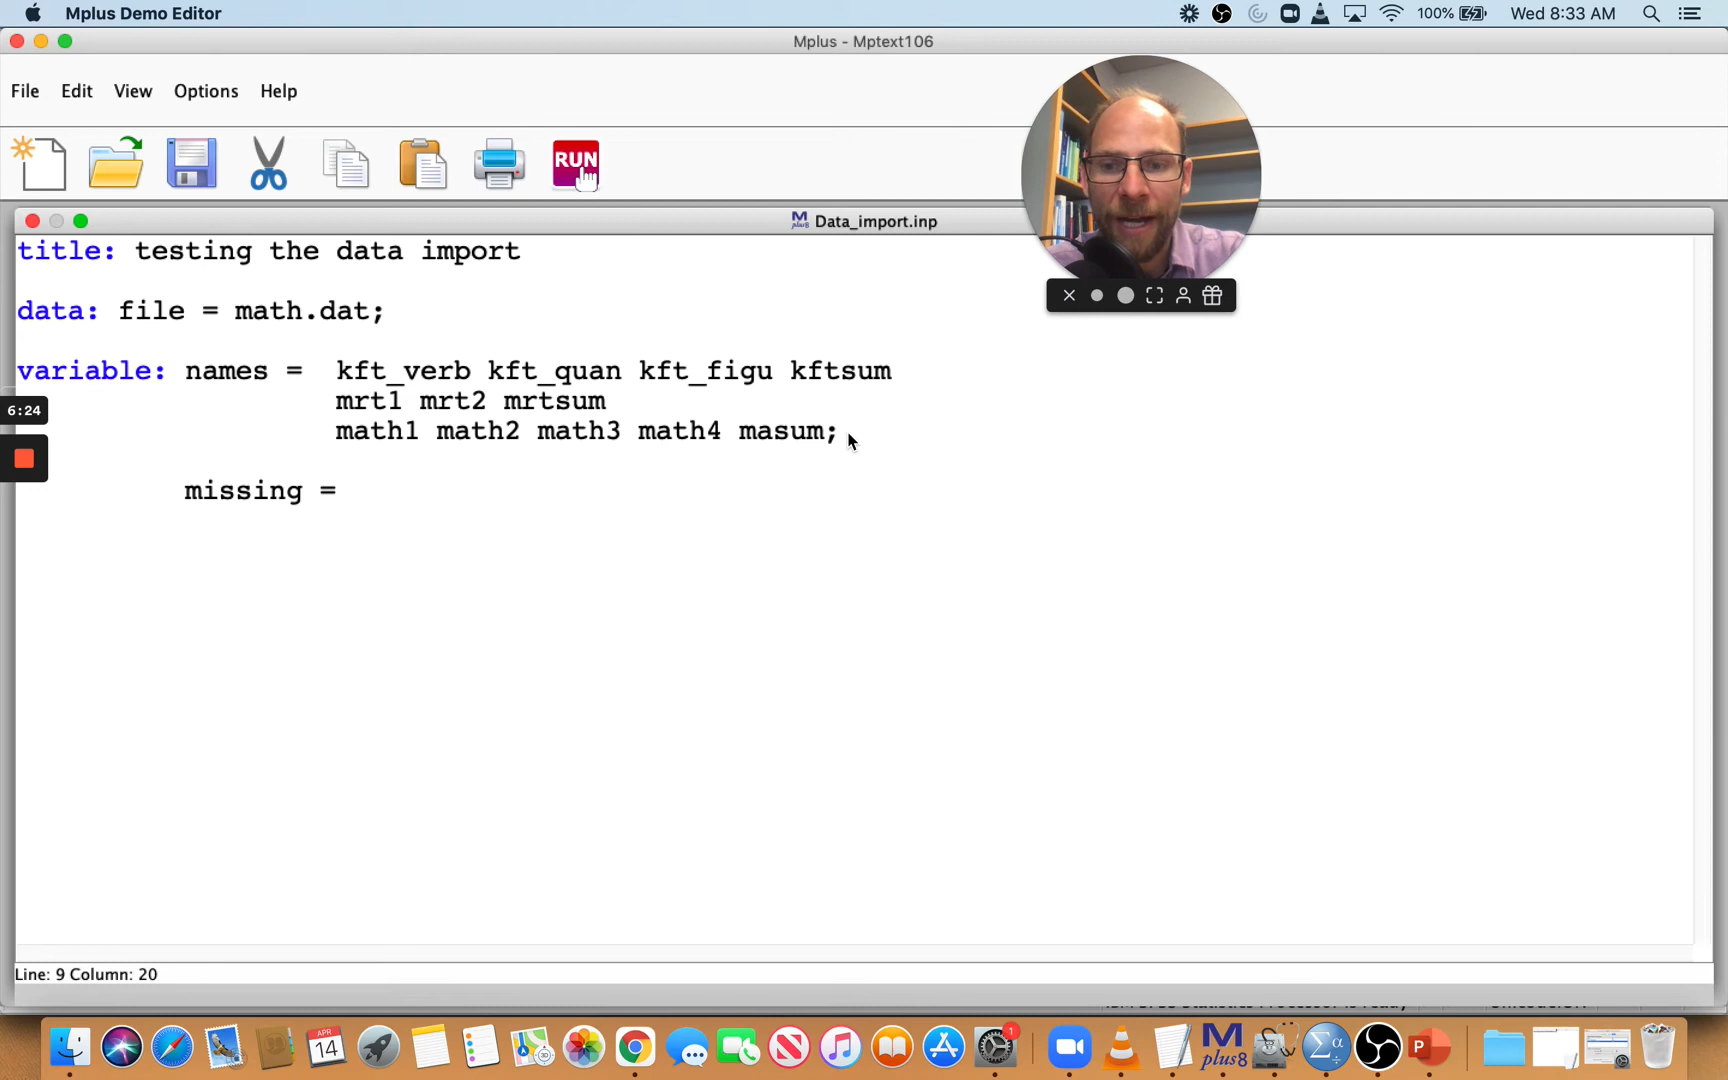 Mplus Demo Editor
100%
Wed 8:33 AM
Mplus - Mptext106
File Edit View Options Help
RUN
Data_import.inp
title: testing the data import
data: file = math.dat;
variable: names = kft_verb kft_quan kft_figu kftsum
6:24
mrt1 mrt2 mrtsum
math1 math2 math3 math4 masum;
missing =
Line: 9 Column: 20
APR
14
1
M
plus8
P